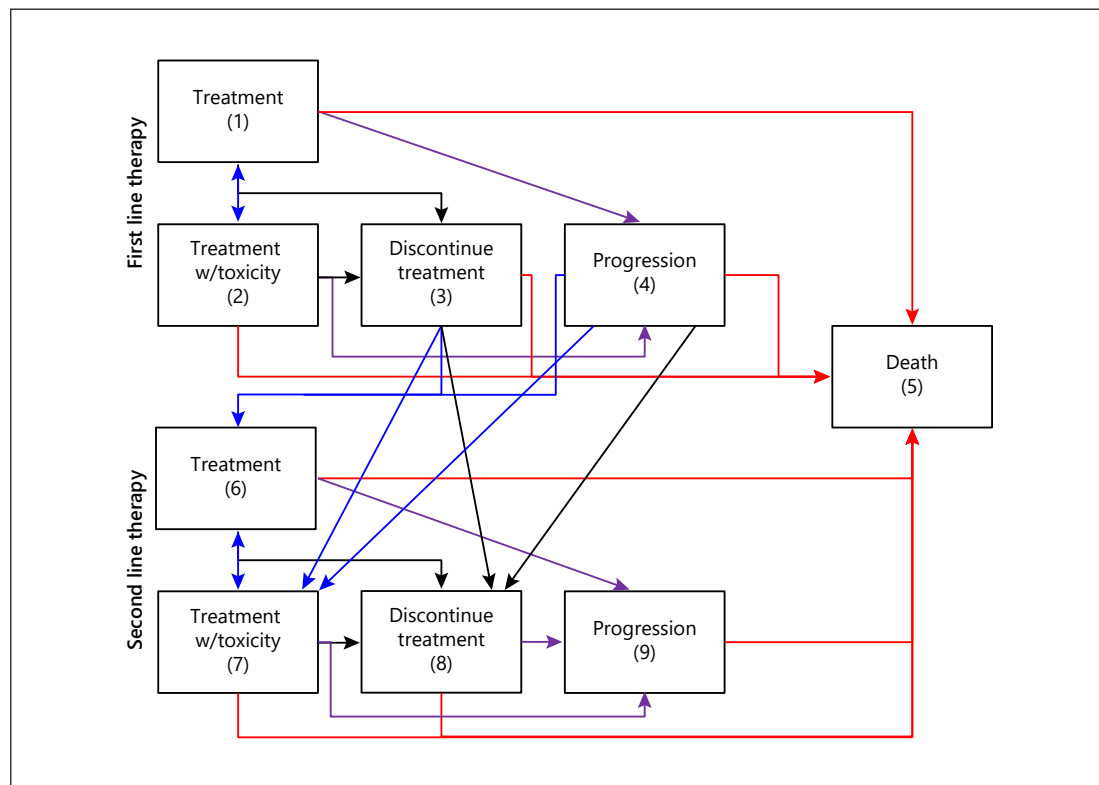 First line therapy
Treatment
(1)
Treatment
w/toxicity
(2)
Discontinue
treatment
(3)
Progression
(4)
Death
(5)
Second line therapy
Treatment
(6)
Treatment
w/toxicity
(7)
Discontinue
treatment
(8)
Progression
(9)